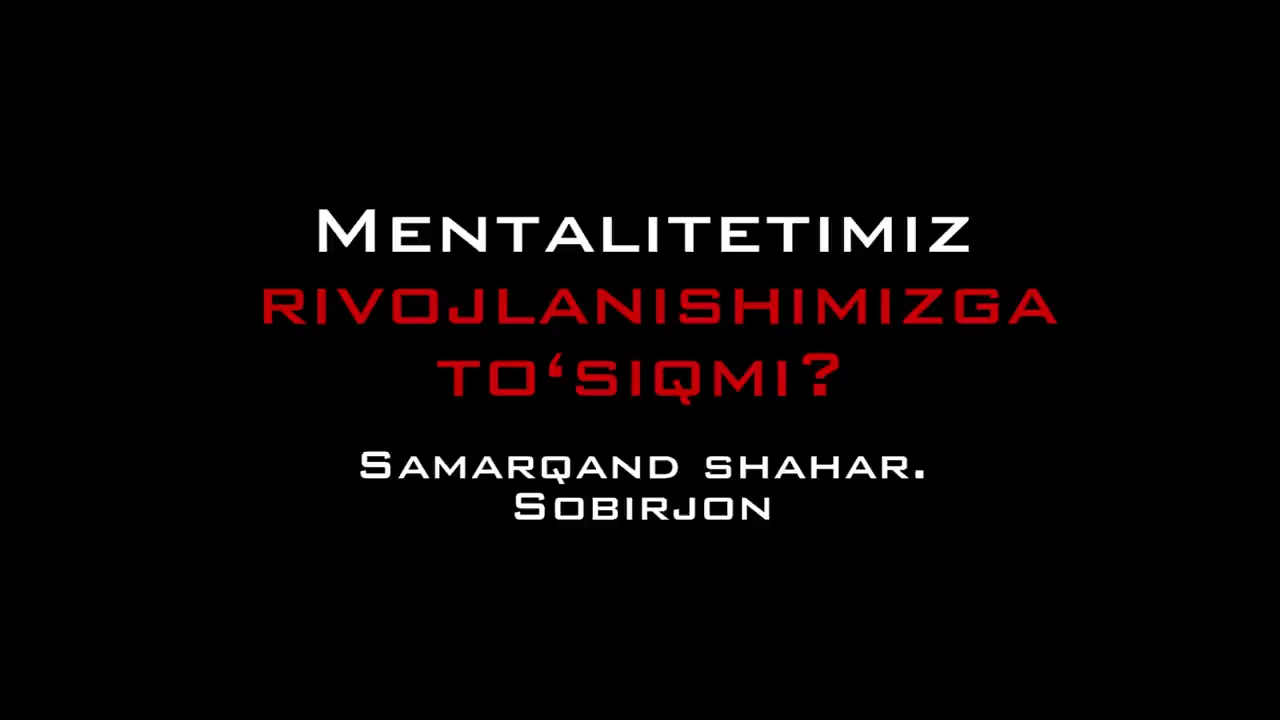 Mentalitetimiz
rivojlanishimizga
to‘siqmi?
Samarqand shahar.
Sobirjon